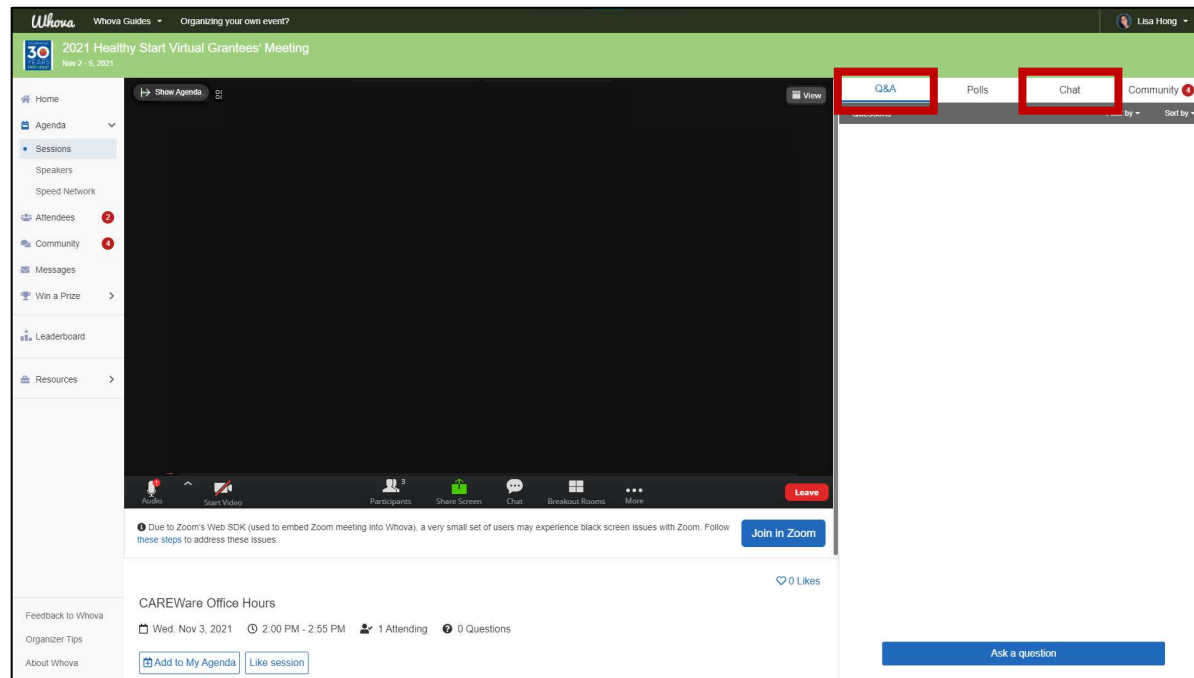 Whova Whova Guides Organizing your own event? Lisa Hong
30 YEARS
2021 Healthy Start Virtual Grantees' Meeting
Nov 2 - 5, 2021
Home
Agenda
Sessions
Speakers
Speed Network
Attendees 2
Community 4
Messages
Win a Prize
Leaderboard
Resources
Feedback to Whova
Organizer Tips
About Whova
Show Agenda
View
Audio Start Video Participants 3 Share Screen Chat Breakout Rooms More Leave
Due to Zoom's Web SDK (used to embed Zoom meeting into Whova), a very small set of users may experience black screen issues with Zoom. Follow
these steps to address these issues.
Join in Zoom
0 Likes
CAREWare Office Hours
Wed. Nov 3, 2021 2:00 PM - 2:55 PM 1 Attending 0 Questions
Add to My Agenda Like session
Q&A Polls Chat Community 4
Questions by Sort by
Ask a question